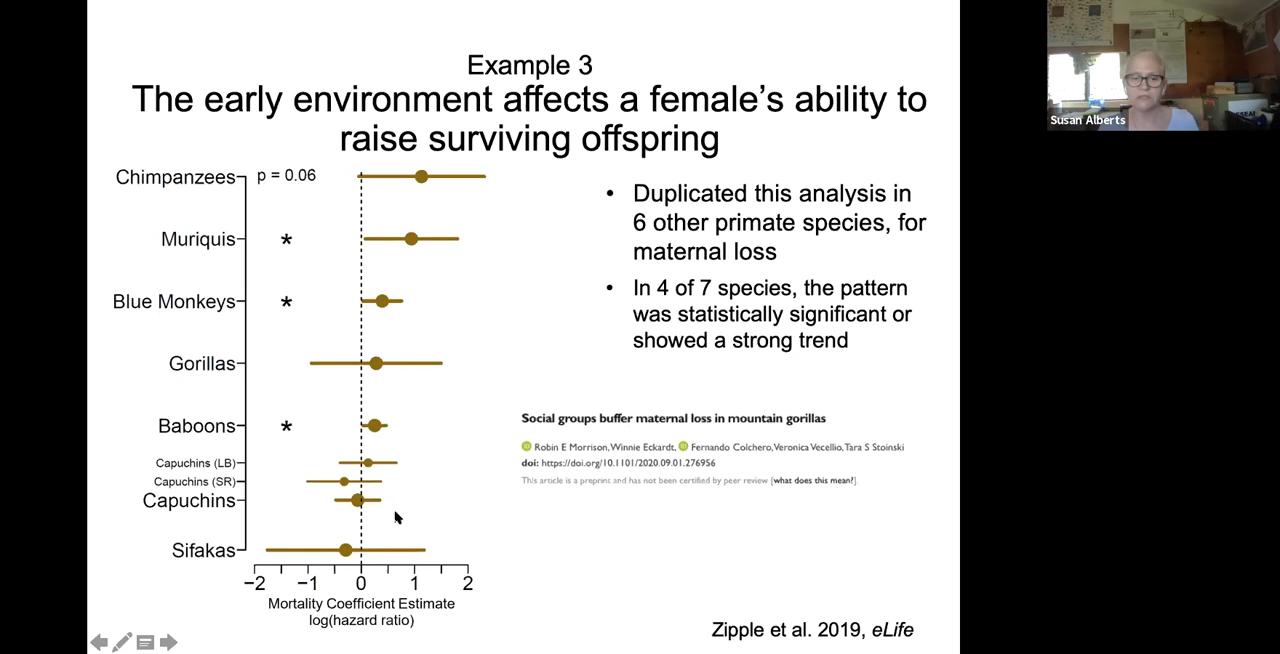 Example 3
The early environment affects a female's ability to
raise surviving offspring
Chimpanzees
p = 0.06
Muriquis
*
Blue Monkeys
*
Gorillas
Baboons
*
Capuchins (LB)
Capuchins (SR)
Capuchins
Sifakas
−2
−1
0
1
2
Mortality Coefficient Estimate
log(hazard ratio)
• Duplicated this analysis in
6 other primate species, for
maternal loss
• In 4 of 7 species, the pattern
was statistically significant or
showed a strong trend
Social groups buffer maternal loss in mountain gorillas
Robin E Morrison, Winnie Eckardt, Fernando Colchero, Veronica Vecellio, Tara S Stoinski
doi: https://doi.org/10.1101/2020.09.01.276956
This article is a preprint and has not been certified by peer review [what does this mean?].
Zipple et al. 2019, eLife
Susan Alberts